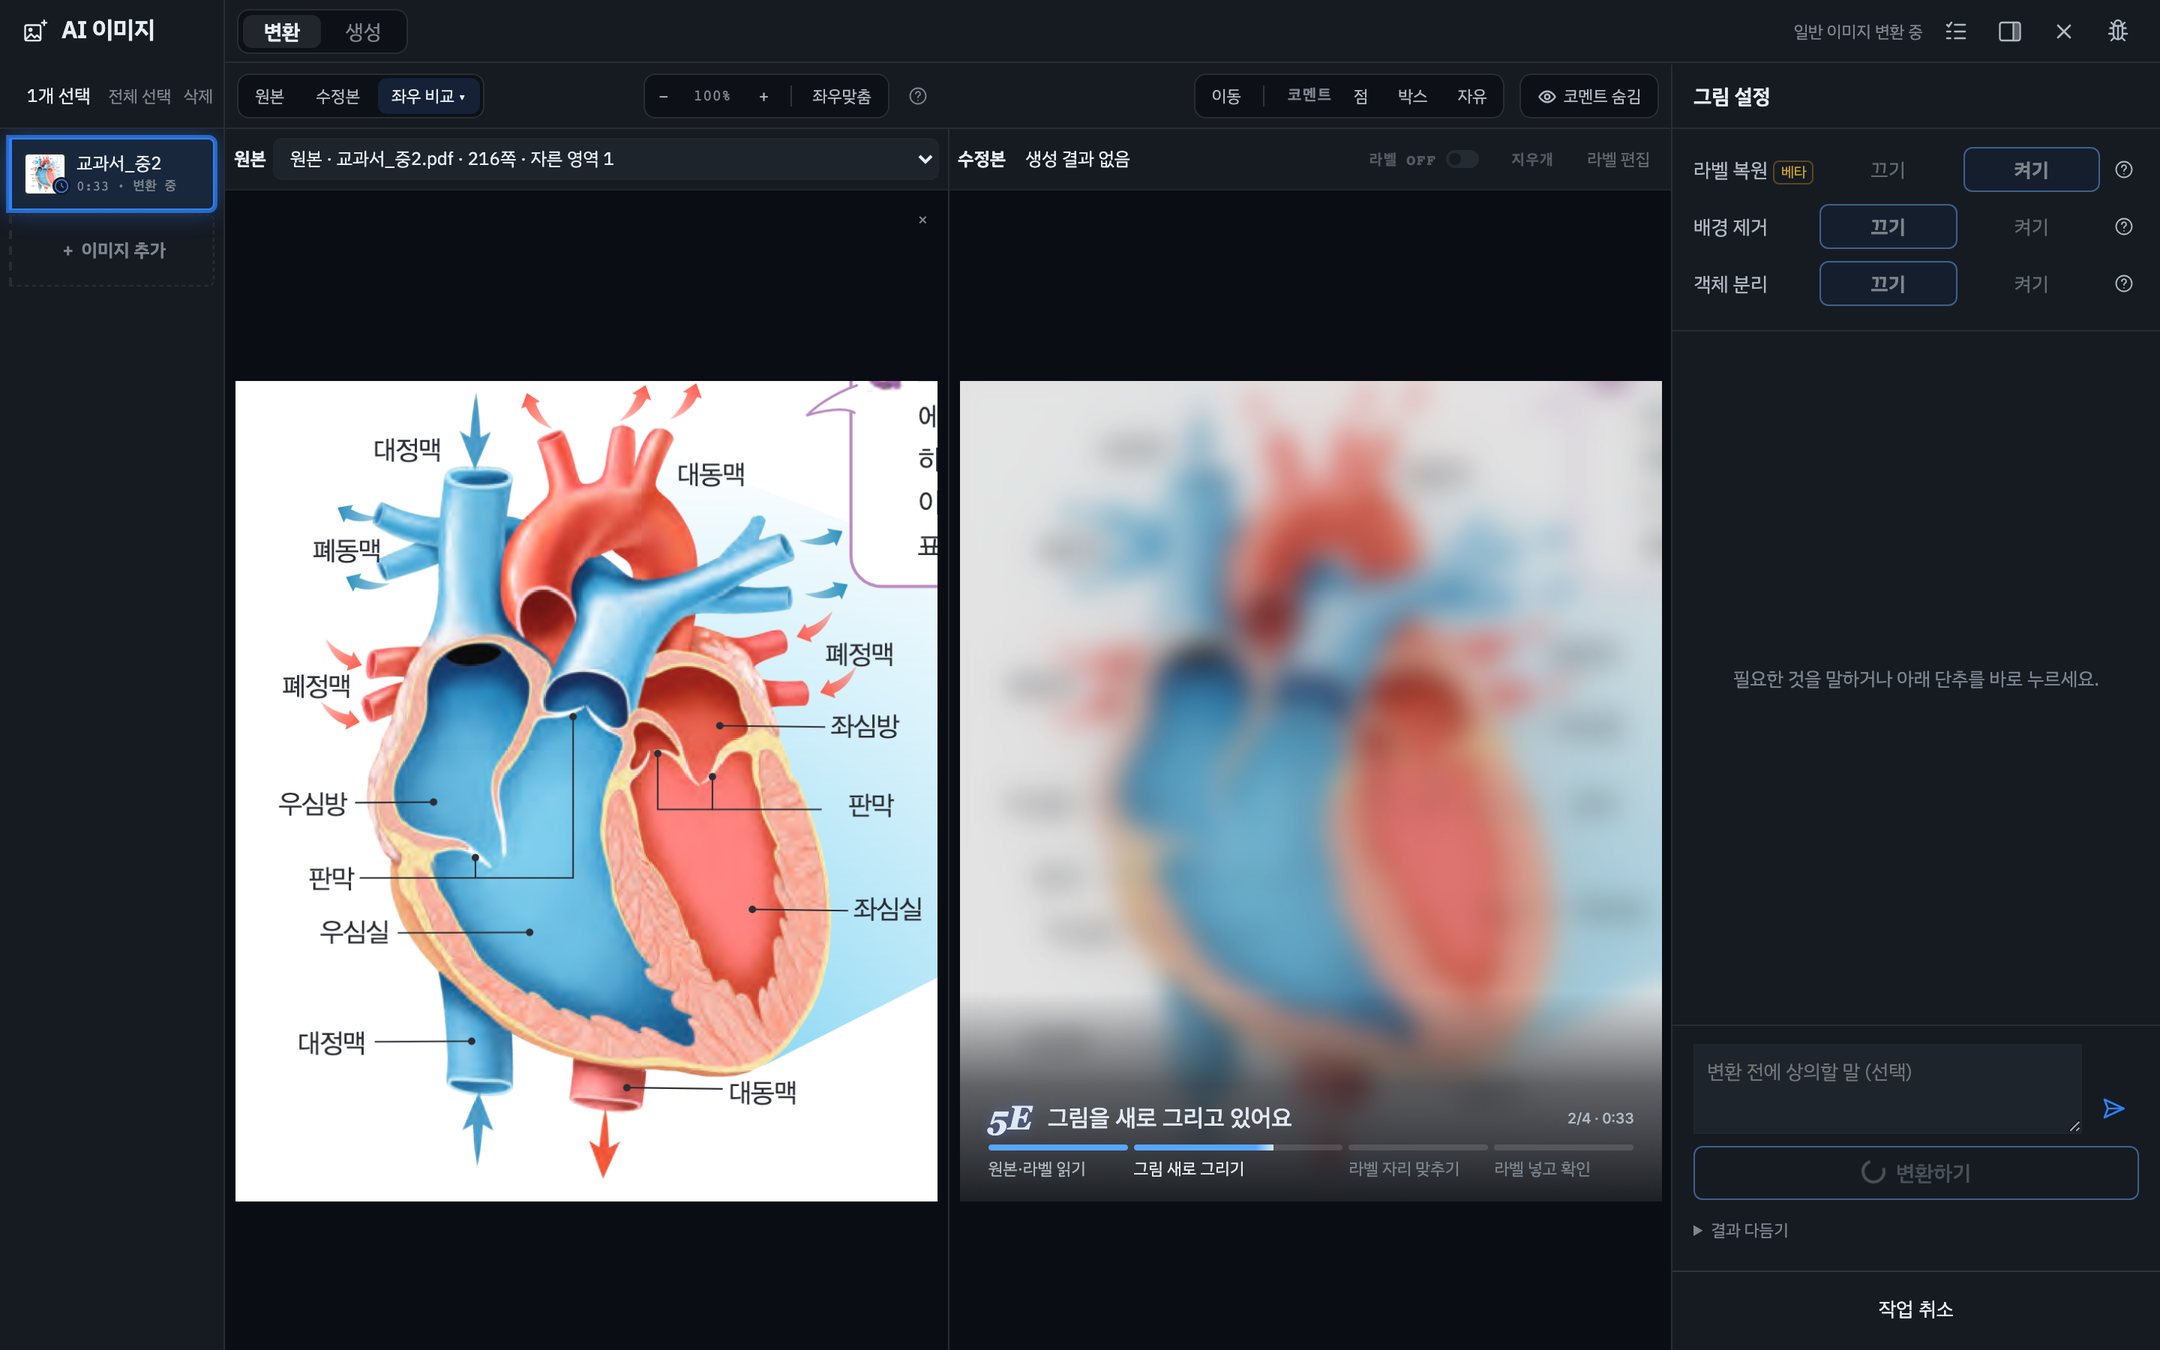 AI 이미지
변환
생성
일반 이미지 변환 중
1개 선택
전체 선택
삭제
원본
수정본
좌우 비교 ▾
− 100% +
좌우맞춤
이동
코멘트
점
박스
자유
코멘트 숨김
그림 설정
교과서_중2
0:33 · 변환 중
+ 이미지 추가
원본
원본 · 교과서_중2.pdf · 216쪽 · 자른 영역 1
수정본
생성 결과 없음
라벨 OFF
지우개
라벨 편집
라벨 복원
베타
끄기
켜기
배경 제거
끄기
켜기
객체 분리
끄기
켜기
대정맥
대동맥
에
이
표
폐동맥
폐정맥
폐정맥
좌심방
우심방
판막
판막
좌심실
우심실
대정맥
대동맥
5E 그림을 새로 그리고 있어요
2/4 · 0:33
원본·라벨 읽기
그림 새로 그리기
라벨 자리 맞추기
라벨 넣고 확인
필요한 것을 말하거나 아래 단추를 바로 누르세요.
변환 전에 상의할 말 (선택)
변환하기
▶ 결과 다듬기
작업 취소